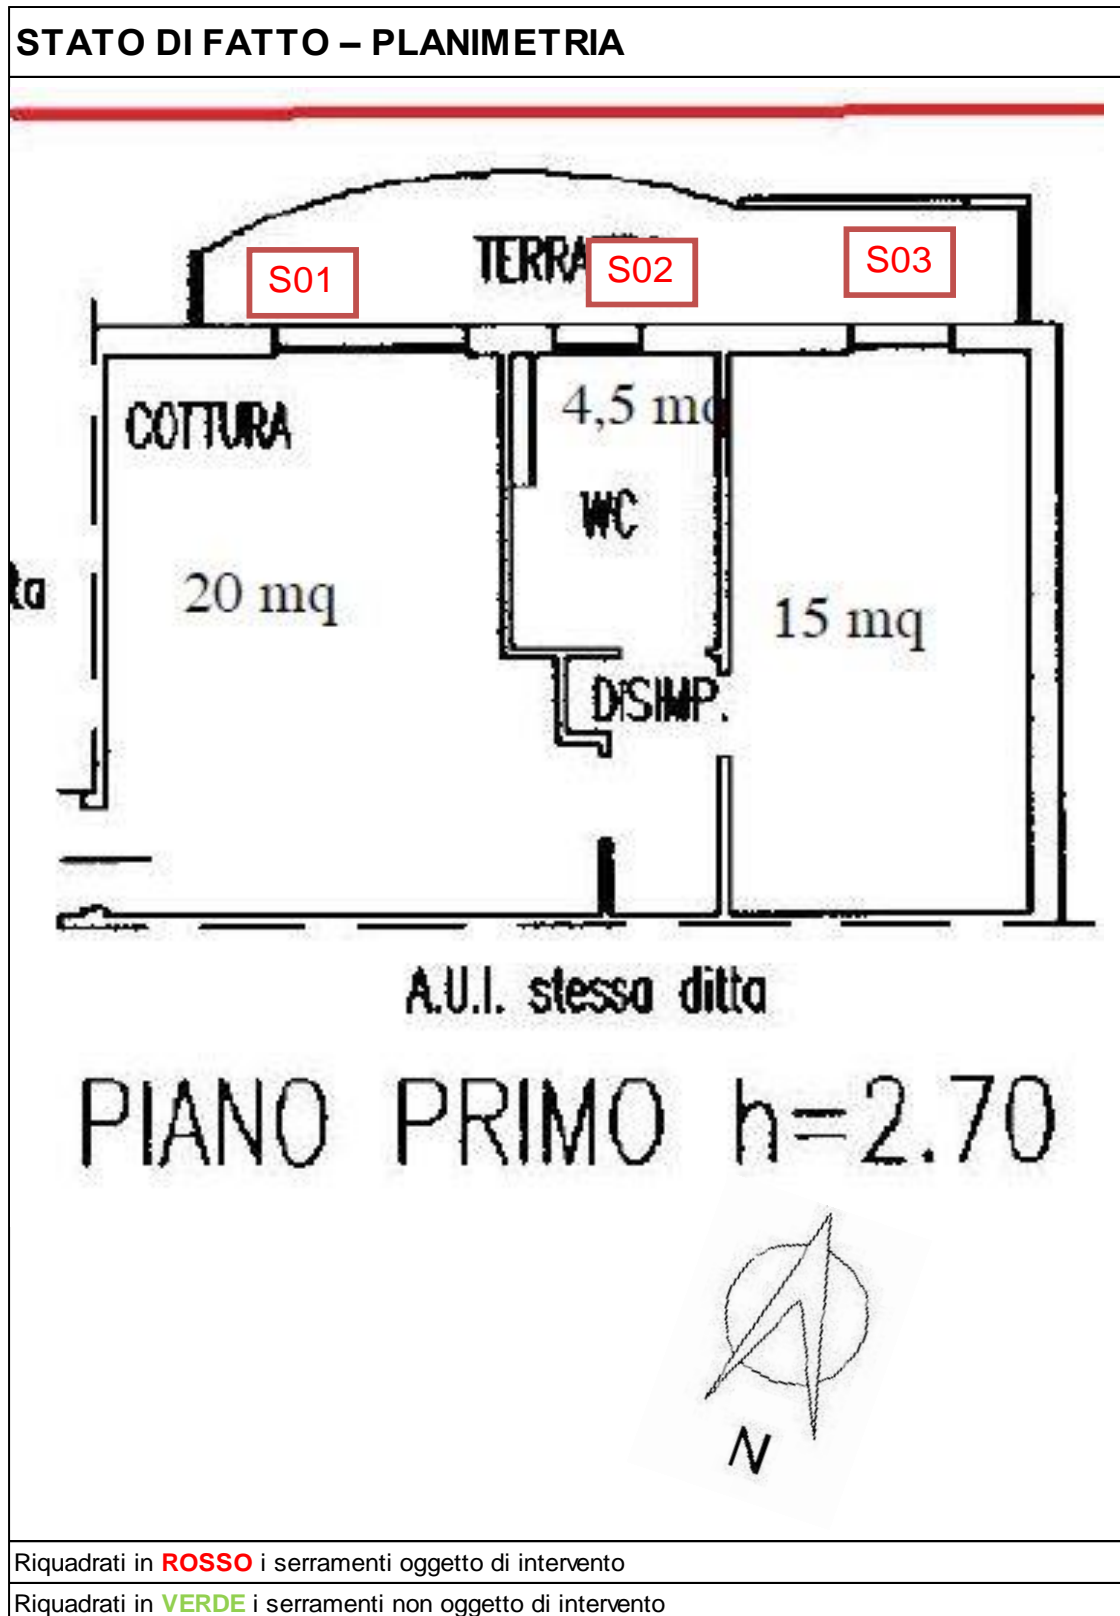 STATO DI FATTO – PLANIMETRIA
S01
S02
S03
COTTURA
4,5 mq
WC
20 mq
15 mq
DISIMP.
A.U.I. stessa ditta
PIANO PRIMO h=2.70
N
Riquadrati in ROSSO i serramenti oggetto di intervento
Riquadrati in VERDE i serramenti non oggetto di intervento